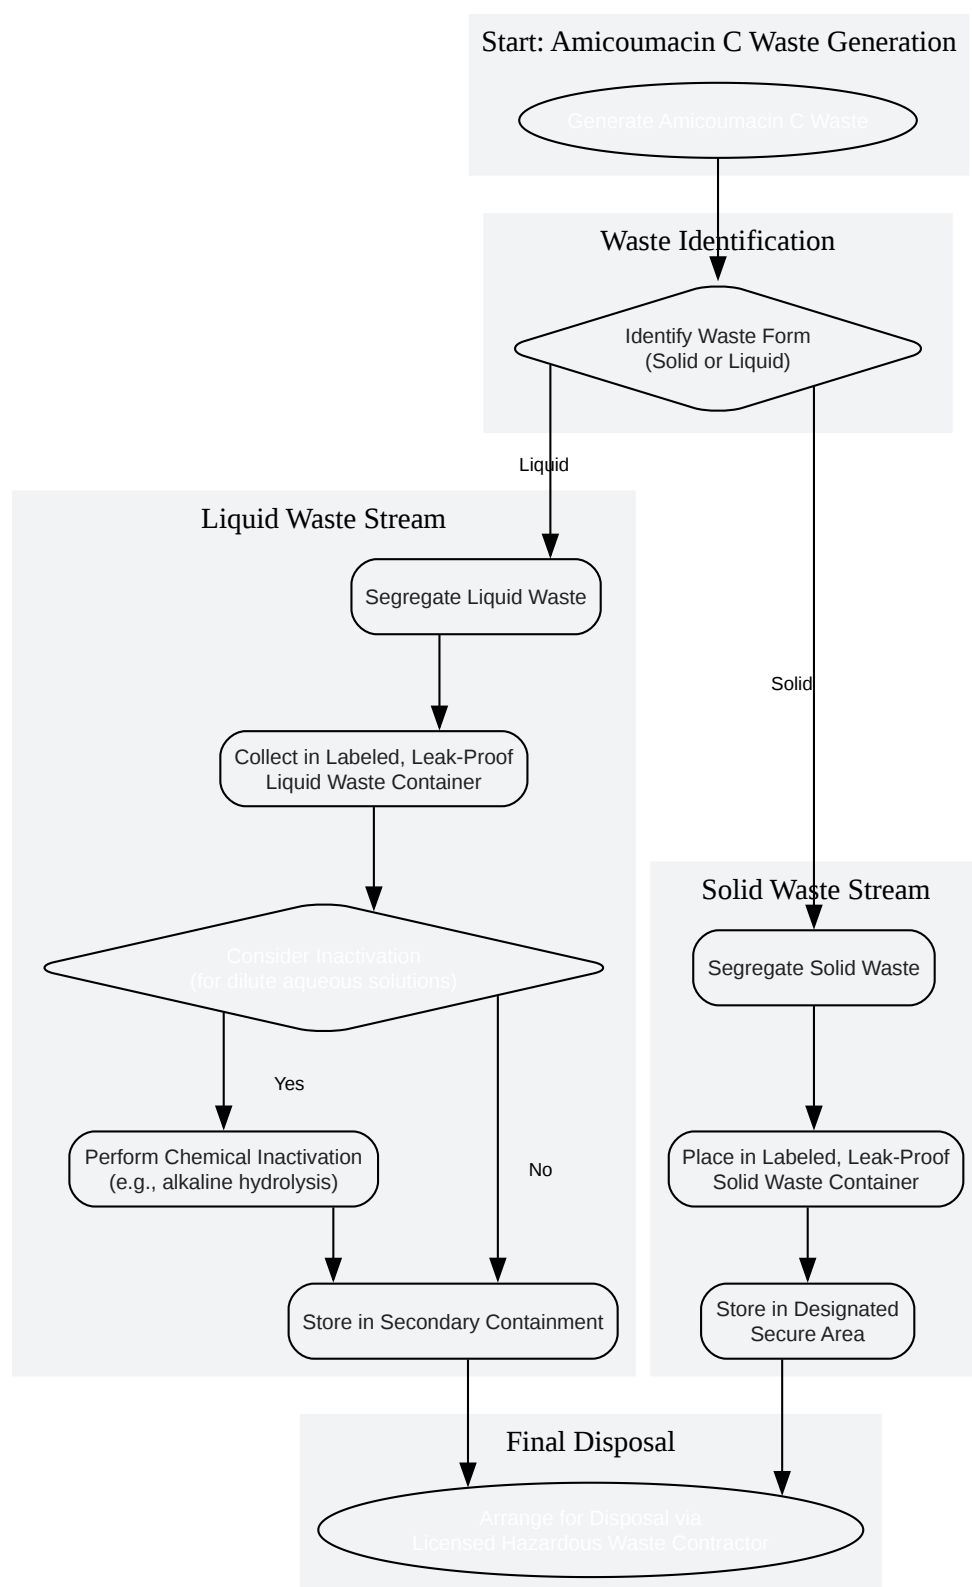 Start: Amicoumacin C Waste Generation
Generate Amicoumacin C Waste
Waste Identification
Identify Waste Form
(Solid or Liquid)
Liquid
Liquid Waste Stream
Segregate Liquid Waste
Solid
Collect in Labeled, Leak-Proof
Liquid Waste Container
Solid Waste Stream
Consider Inactivation
(for dilute aqueous solutions)
Segregate Solid Waste
Yes
Perform Chemical Inactivation
(e.g., alkaline hydrolysis)
No
Place in Labeled, Leak-Proof
Solid Waste Container
Store in Secondary Containment
Store in Designated
Secure Area
Final Disposal
Arrange for Disposal via
Licensed Hazardous Waste Contractor